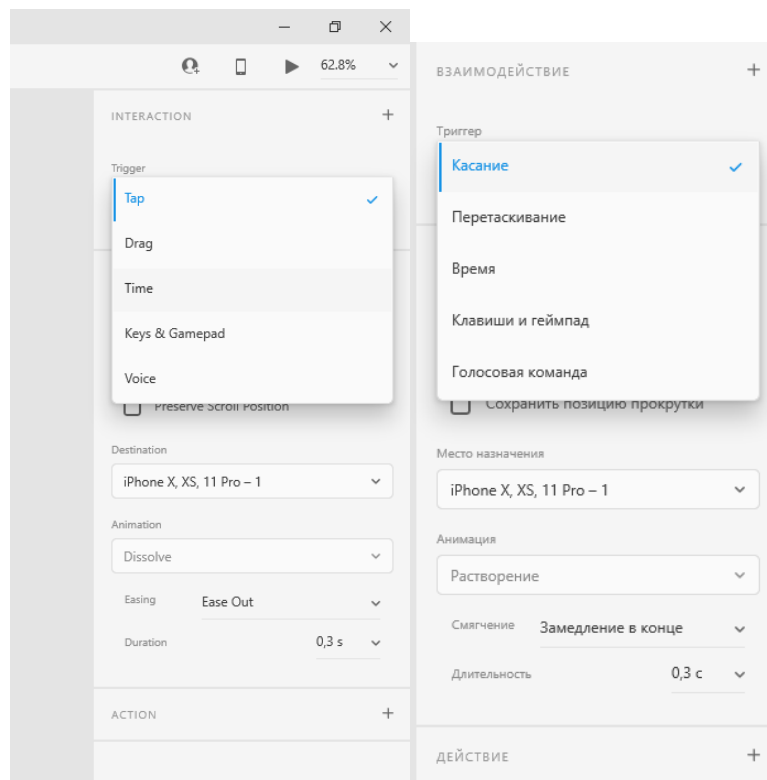 62.8%
INTERACTION
Trigger
Tap
Drag
Time
Keys & Gamepad
Voice
Preserve Scroll Position
Destination
iPhone X, XS, 11 Pro – 1
Animation
Dissolve
Easing Ease Out
Duration 0,3 s
ACTION
ВЗАИМОДЕЙСТВИЕ
Триггер
Касание
Перетаскивание
Время
Клавиши и геймпад
Голосовая команда
Сохранить позицию прокрутки
Место назначения
iPhone X, XS, 11 Pro – 1
Анимация
Растворение
Смягчение Замедление в конце
Длительность 0,3 с
ДЕЙСТВИЕ